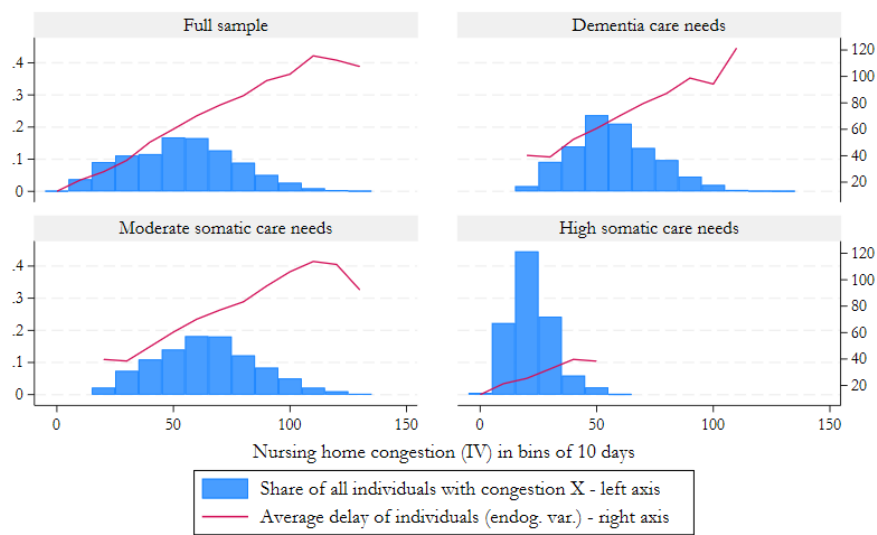 Full sample
Dementia care needs
.4
.3
.2
.1
0
120
100
80
60
40
20
Moderate somatic care needs
High somatic care needs
.4
.3
.2
.1
0
120
100
80
60
40
20
0 50 100 150
0 50 100 150
Nursing home congestion (IV) in bins of 10 days
Share of all individuals with congestion X - left axis
Average delay of individuals (endog. var.) - right axis